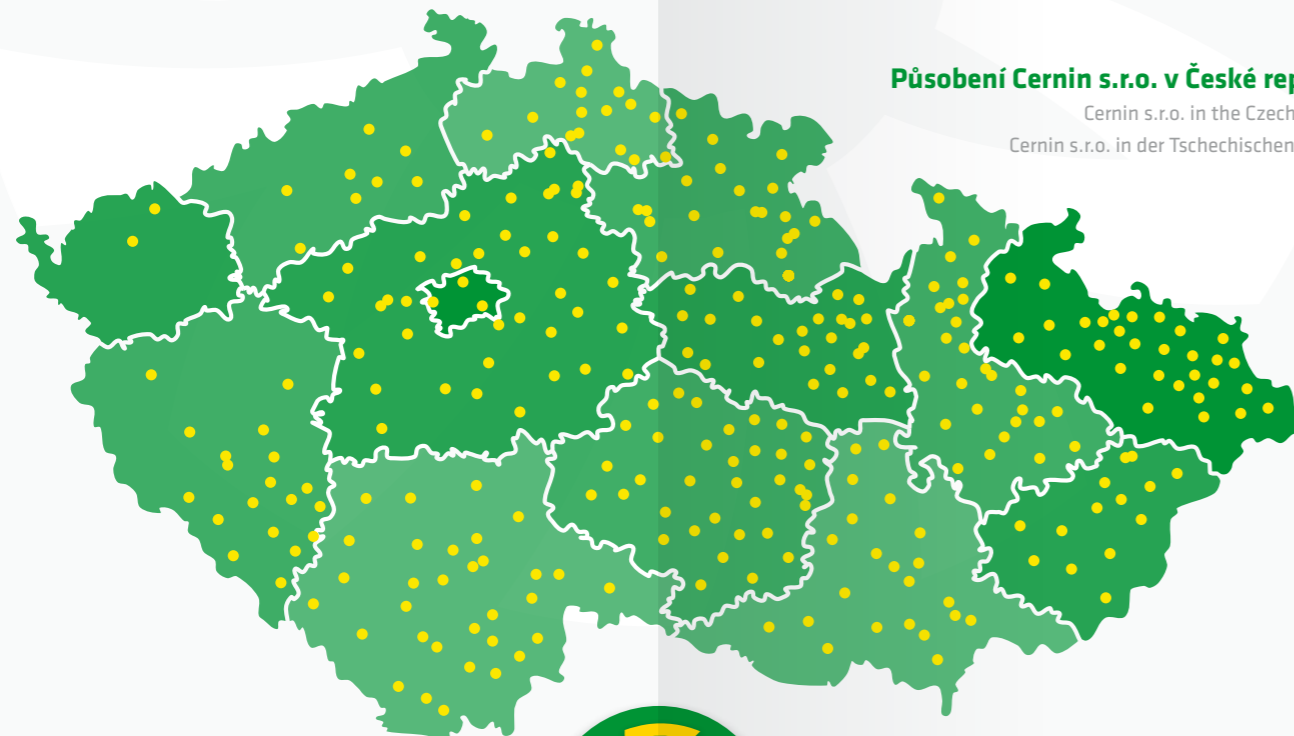 Působení Cernin s.r.o. v České rep
Cernin s.r.o. in the Czech
Cernin s.r.o. in der Tschechischen